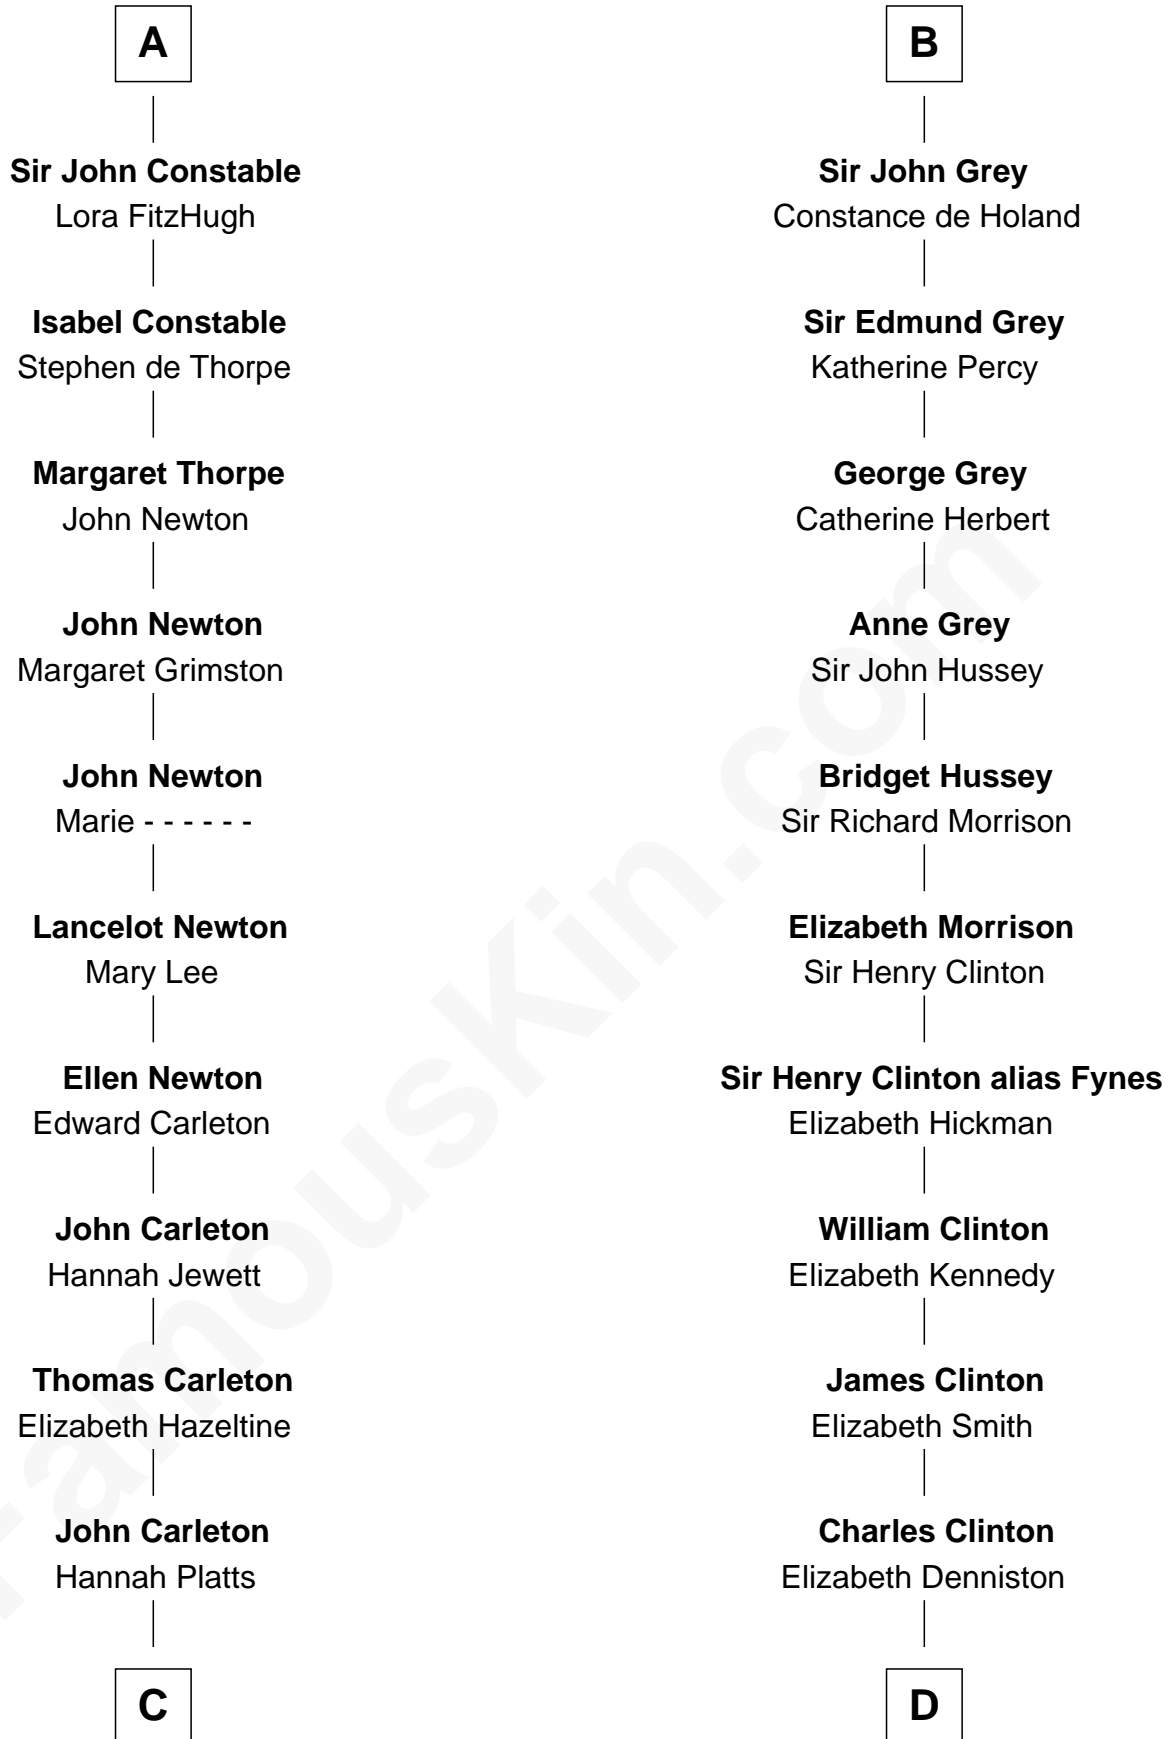 A
Sir John Constable
Lora FitzHugh
Isabel Constable
Stephen de Thorpe
Margaret Thorpe
John Newton
John Newton
Margaret Grimston
John Newton
Marie - - - - - -
Lancelot Newton
Mary Lee
Ellen Newton
Edward Carleton
John Carleton
Hannah Jewett
Thomas Carleton
Elizabeth Hazeltine
John Carleton
Hannah Platts
C
B
Sir John Grey
Constance de Holand
Sir Edmund Grey
Katherine Percy
George Grey
Catherine Herbert
Anne Grey
Sir John Hussey
Bridget Hussey
Sir Richard Morrison
Elizabeth Morrison
Sir Henry Clinton
Sir Henry Clinton alias Fynes
Elizabeth Hickman
William Clinton
Elizabeth Kennedy
James Clinton
Elizabeth Smith
Charles Clinton
Elizabeth Denniston
D
FamousKin.com